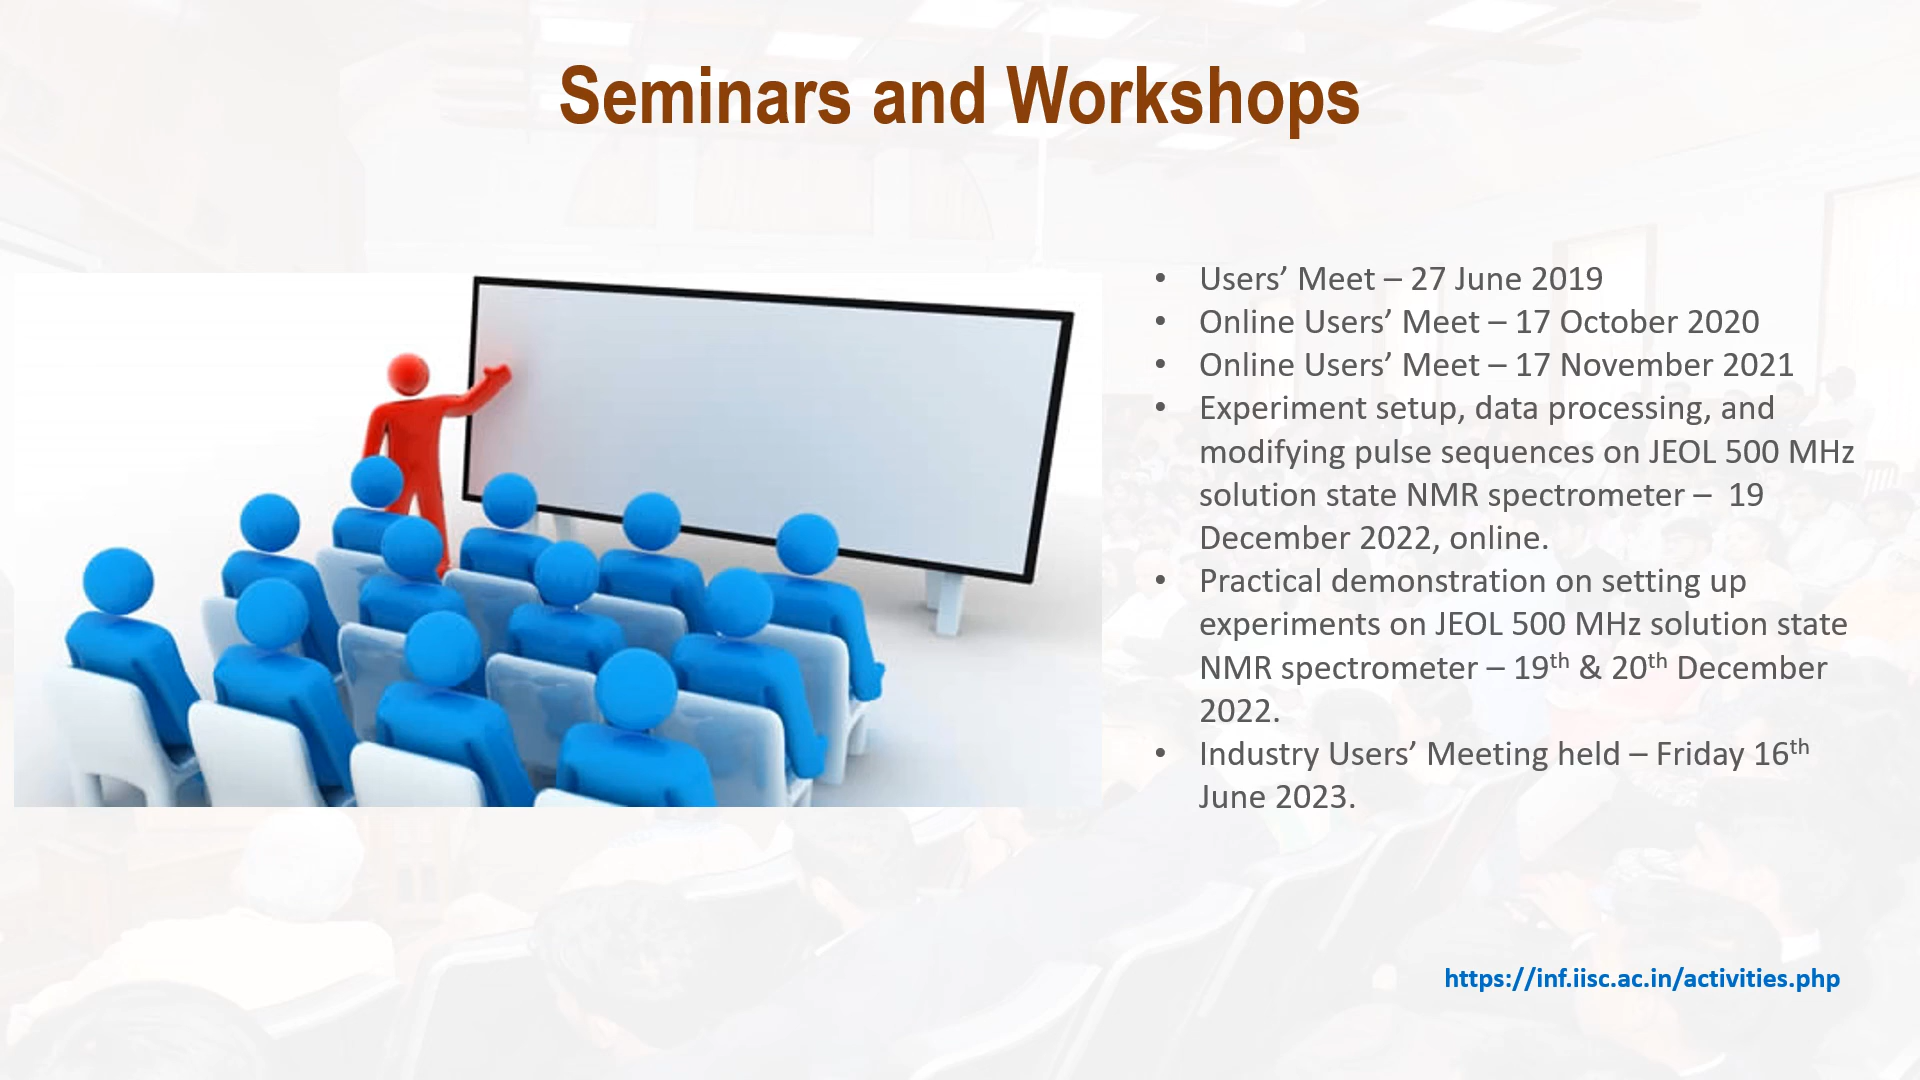 Seminars and Workshops
• Users’ Meet – 27 June 2019
• Online Users’ Meet – 17 October 2020
• Online Users’ Meet – 17 November 2021
• Experiment setup, data processing, and
modifying pulse sequences on JEOL 500 MHz
solution state NMR spectrometer –  19
December 2022, online.
• Practical demonstration on setting up
experiments on JEOL 500 MHz solution state
NMR spectrometer – 19th & 20th December
2022.
• Industry Users’ Meeting held – Friday 16th
June 2023.
https://inf.iisc.ac.in/activities.php